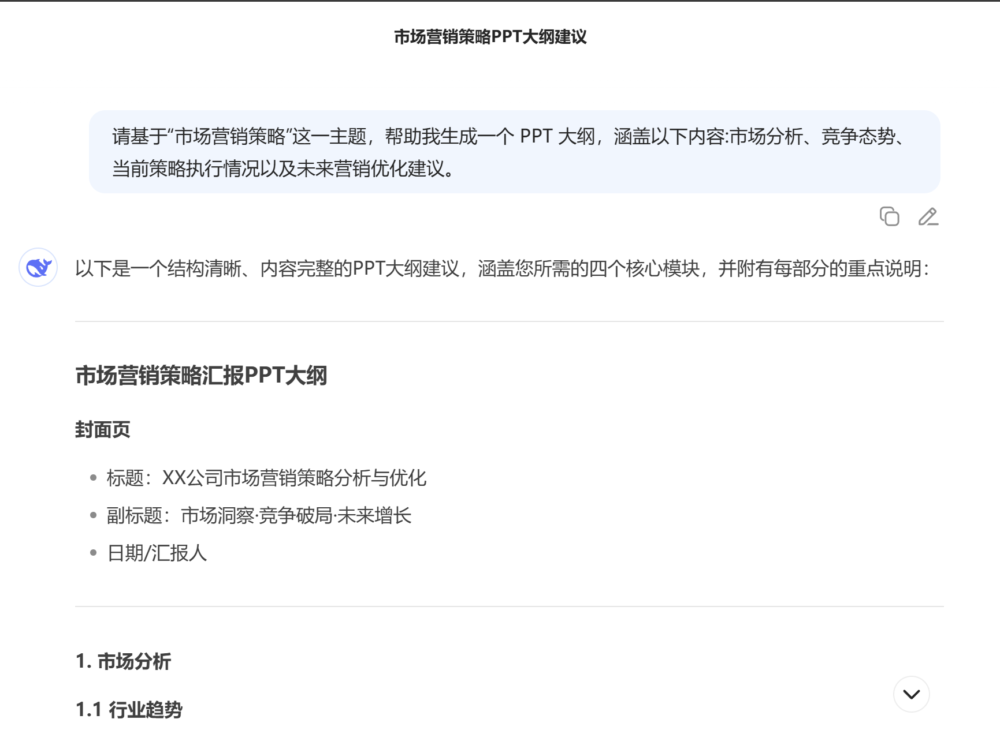 市场营销策略PPT大纲建议
请基于“市场营销策略”这一主题，帮助我生成一个 PPT 大纲，涵盖以下内容:市场分析、竞争态势、
当前策略执行情况以及未来营销优化建议。
以下是一个结构清晰、内容完整的PPT大纲建议，涵盖您所需的四个核心模块，并附有每部分的重点说明：
市场营销策略汇报PPT大纲
封面页
标题：XX公司市场营销策略分析与优化
副标题：市场洞察·竞争破局·未来增长
日期/汇报人
1. 市场分析
1.1 行业趋势